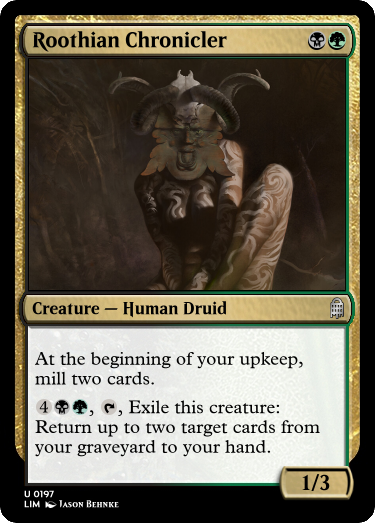 Roothian Chronicler
Creature — Human Druid
At the beginning of your upkeep,
mill two cards.
4, , Exile this creature:
Return up to two target cards from
your graveyard to your hand.
1/3
U 0197
LIM Jason Behnke